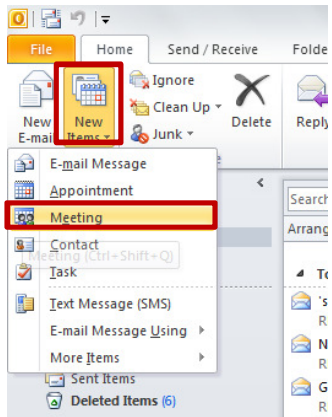 File Home Send / Receive Folde
New
E-mail
New
Items
Ignore
Clean Up
Junk
Delete
Reply
E-mail Message
Appointment
Meeting
Contact
Meeting (Ctrl+Shift+Q)
Task
Text Message (SMS)
E-mail Message Using
More Items
Sent Items
Deleted Items (6)
Search
Arrang
To
's
R
N
R
G
R